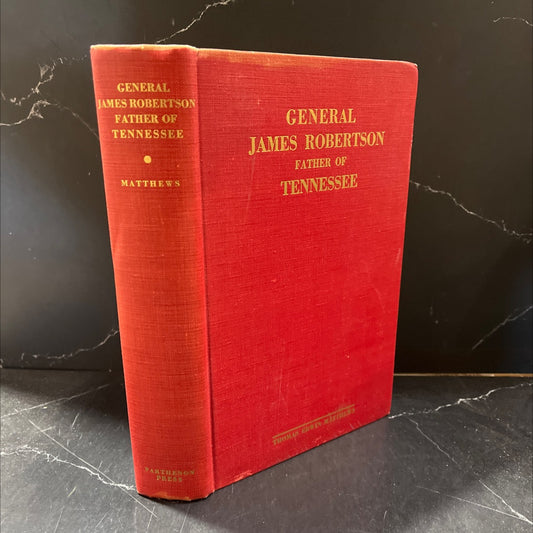 GENERAL
JAMES ROBERTSON
FATHER OF
TENNESSEE
MATTHEWS
PARTHENON
PRESS
GENERAL
JAMES ROBERTSON
FATHER OF
TENNESSEE
THOMAS EDWIN MATTHEWS